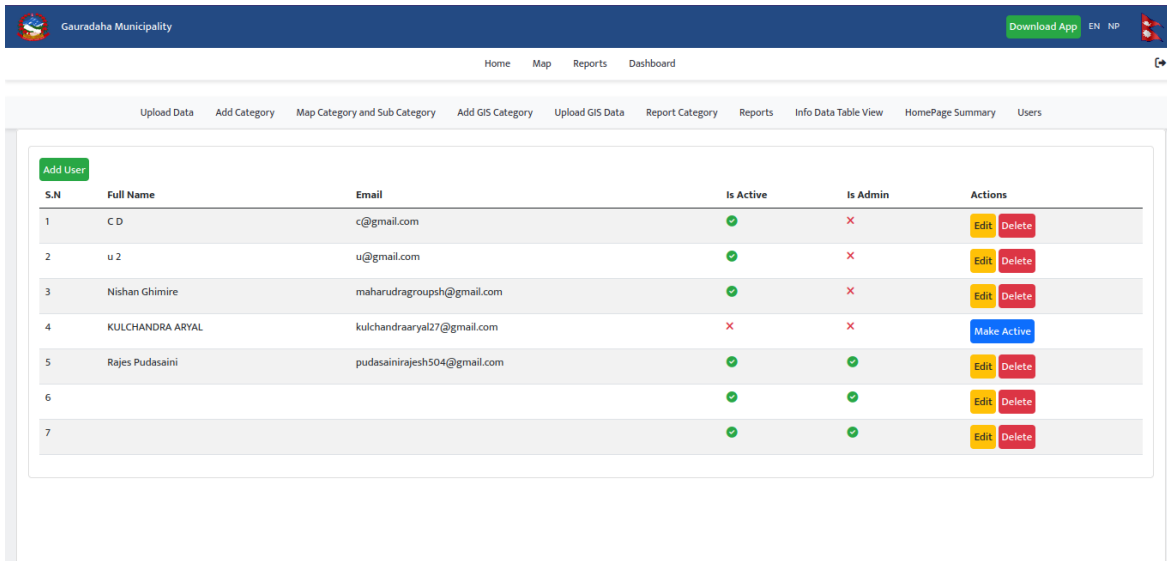 Gauradaha Municipality Download App EN NP
Home Map Reports Dashboard
Upload Data Add Category Map Category and Sub Category Add GIS Category Upload GIS Data Report Category Reports Info Data Table View HomePage Summary Users
Add User
S.N Full Name Email Is Active Is Admin Actions
1 C D c@gmail.com Edit Delete
2 u 2 u@gmail.com Edit Delete
3 Nishan Ghimire maharudragroupsh@gmail.com Edit Delete
4 KULCHANDRA ARYAL kulchandraaryal27@gmail.com Make Active
5 Rajes Pudasaini pudasainirajesh504@gmail.com Edit Delete
6 Edit Delete
7 Edit Delete